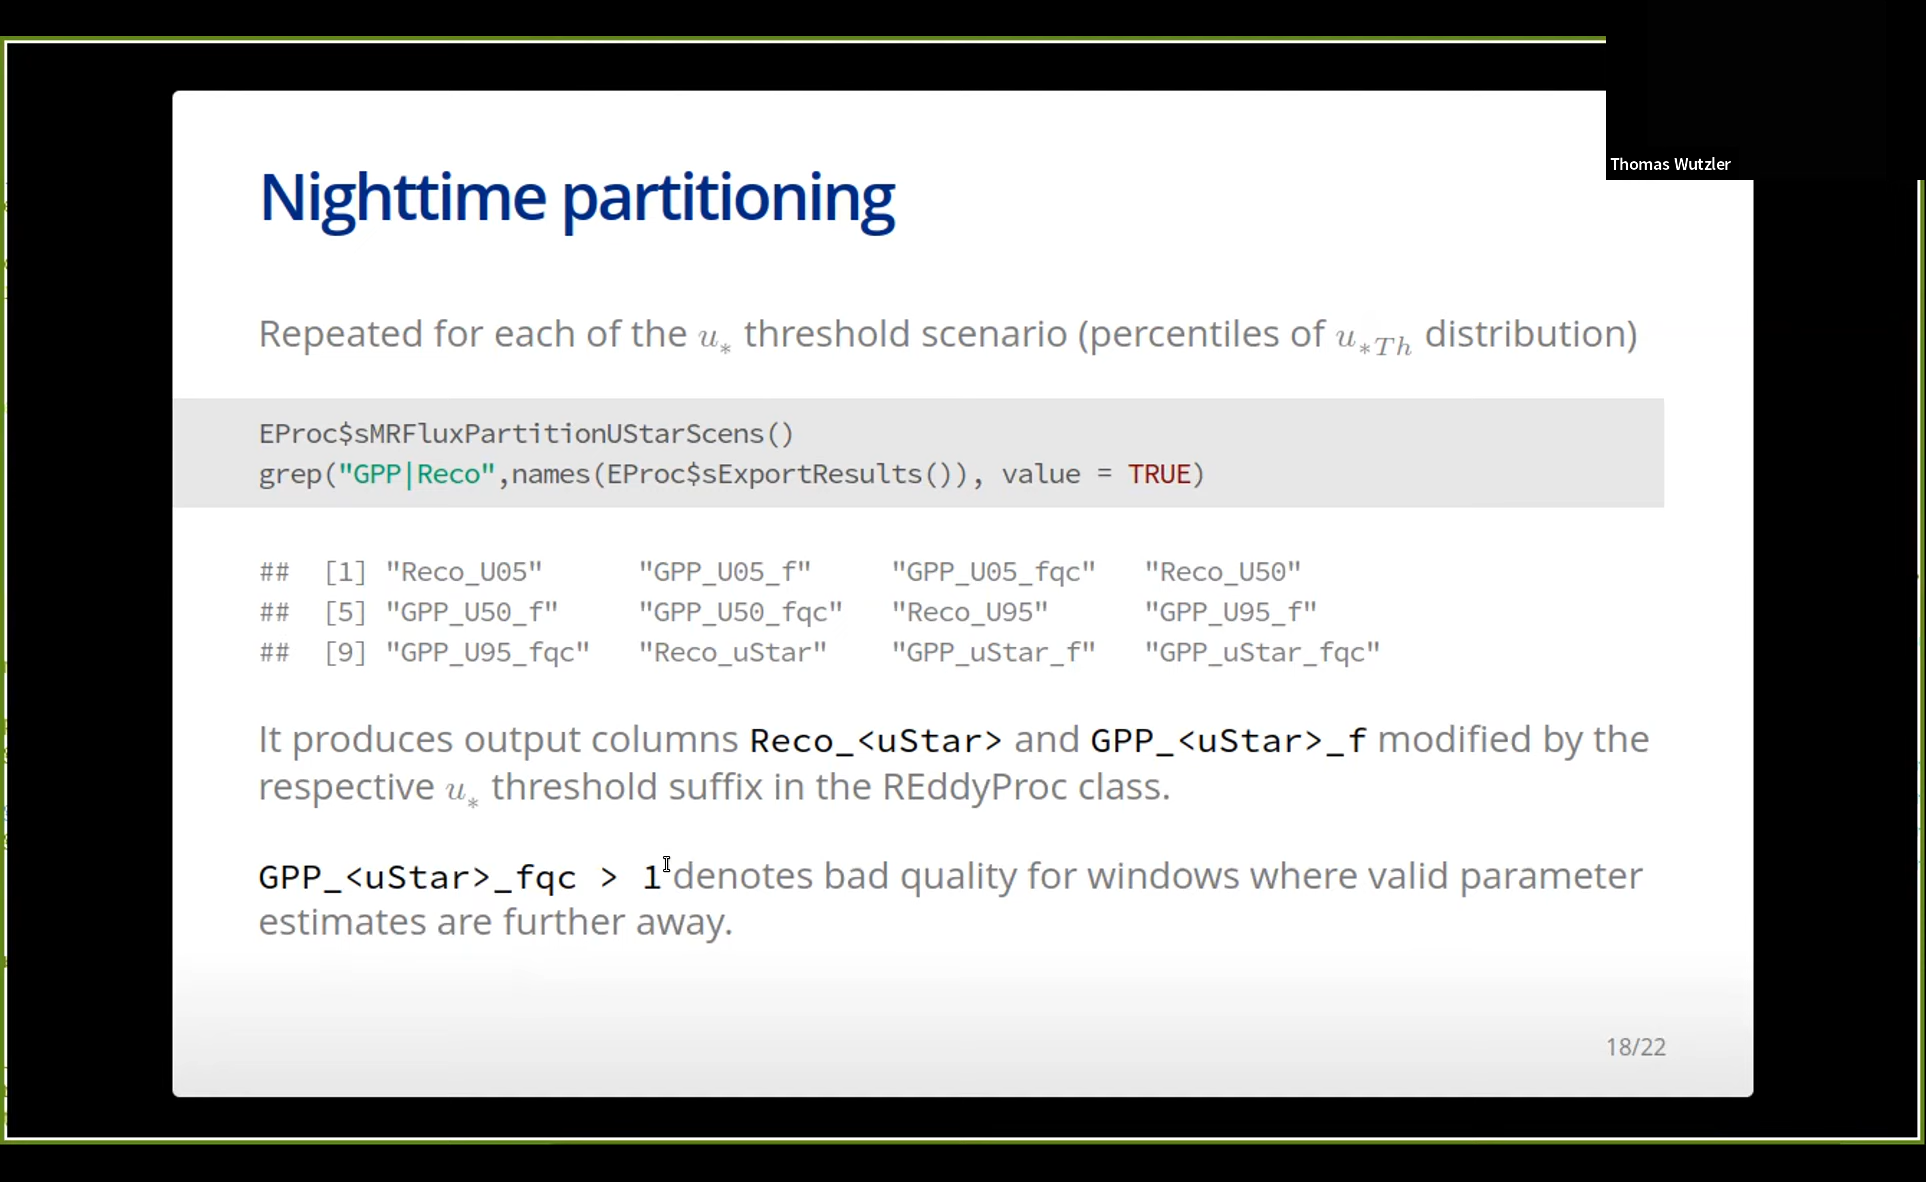 Thomas Wutzler
Nighttime partitioning
Repeated for each of the u* threshold scenario (percentiles of u*Th distribution)
EProc$sMRFluxPartitionUStarScens()
grep("GPP|Reco",names(EProc$sExportResults()), value = TRUE)
## [1] "Reco_U05" "GPP_U05_f" "GPP_U05_fqc" "Reco_U50"
## [5] "GPP_U50_f" "GPP_U50_fqc" "Reco_U95" "GPP_U95_f"
## [9] "GPP_U95_fqc" "Reco_uStar" "GPP_uStar_f" "GPP_uStar_fqc"
It produces output columns Reco_<uStar> and GPP_<uStar>_f modified by the
respective u* threshold suffix in the REddyProc class.
GPP_<uStar>_fqc > 1 denotes bad quality for windows where valid parameter
estimates are further away.
18/22